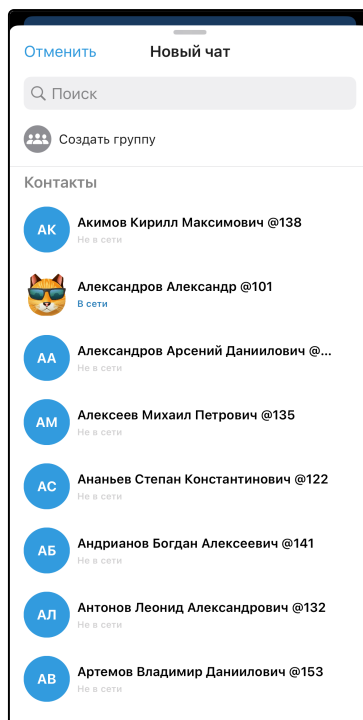 Отменить Новый чат
Поиск
Создать группу
Контакты
АК Акимов Кирилл Максимович @138
Не в сети
Александров Александр @101
В сети
АА Александров Арсений Даниилович @...
Не в сети
АМ Алексеев Михаил Петрович @135
Не в сети
АС Ананьев Степан Константинович @122
Не в сети
АБ Андрианов Богдан Алексеевич @141
Не в сети
АЛ Антонов Леонид Александрович @132
Не в сети
АВ Артемов Владимир Даниилович @153
Не в сети